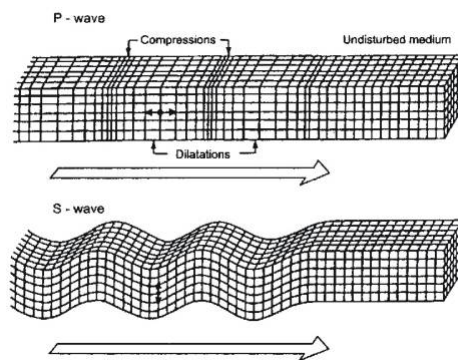 P - wave
Compressions
Undisturbed medium
Dilatations
S - wave